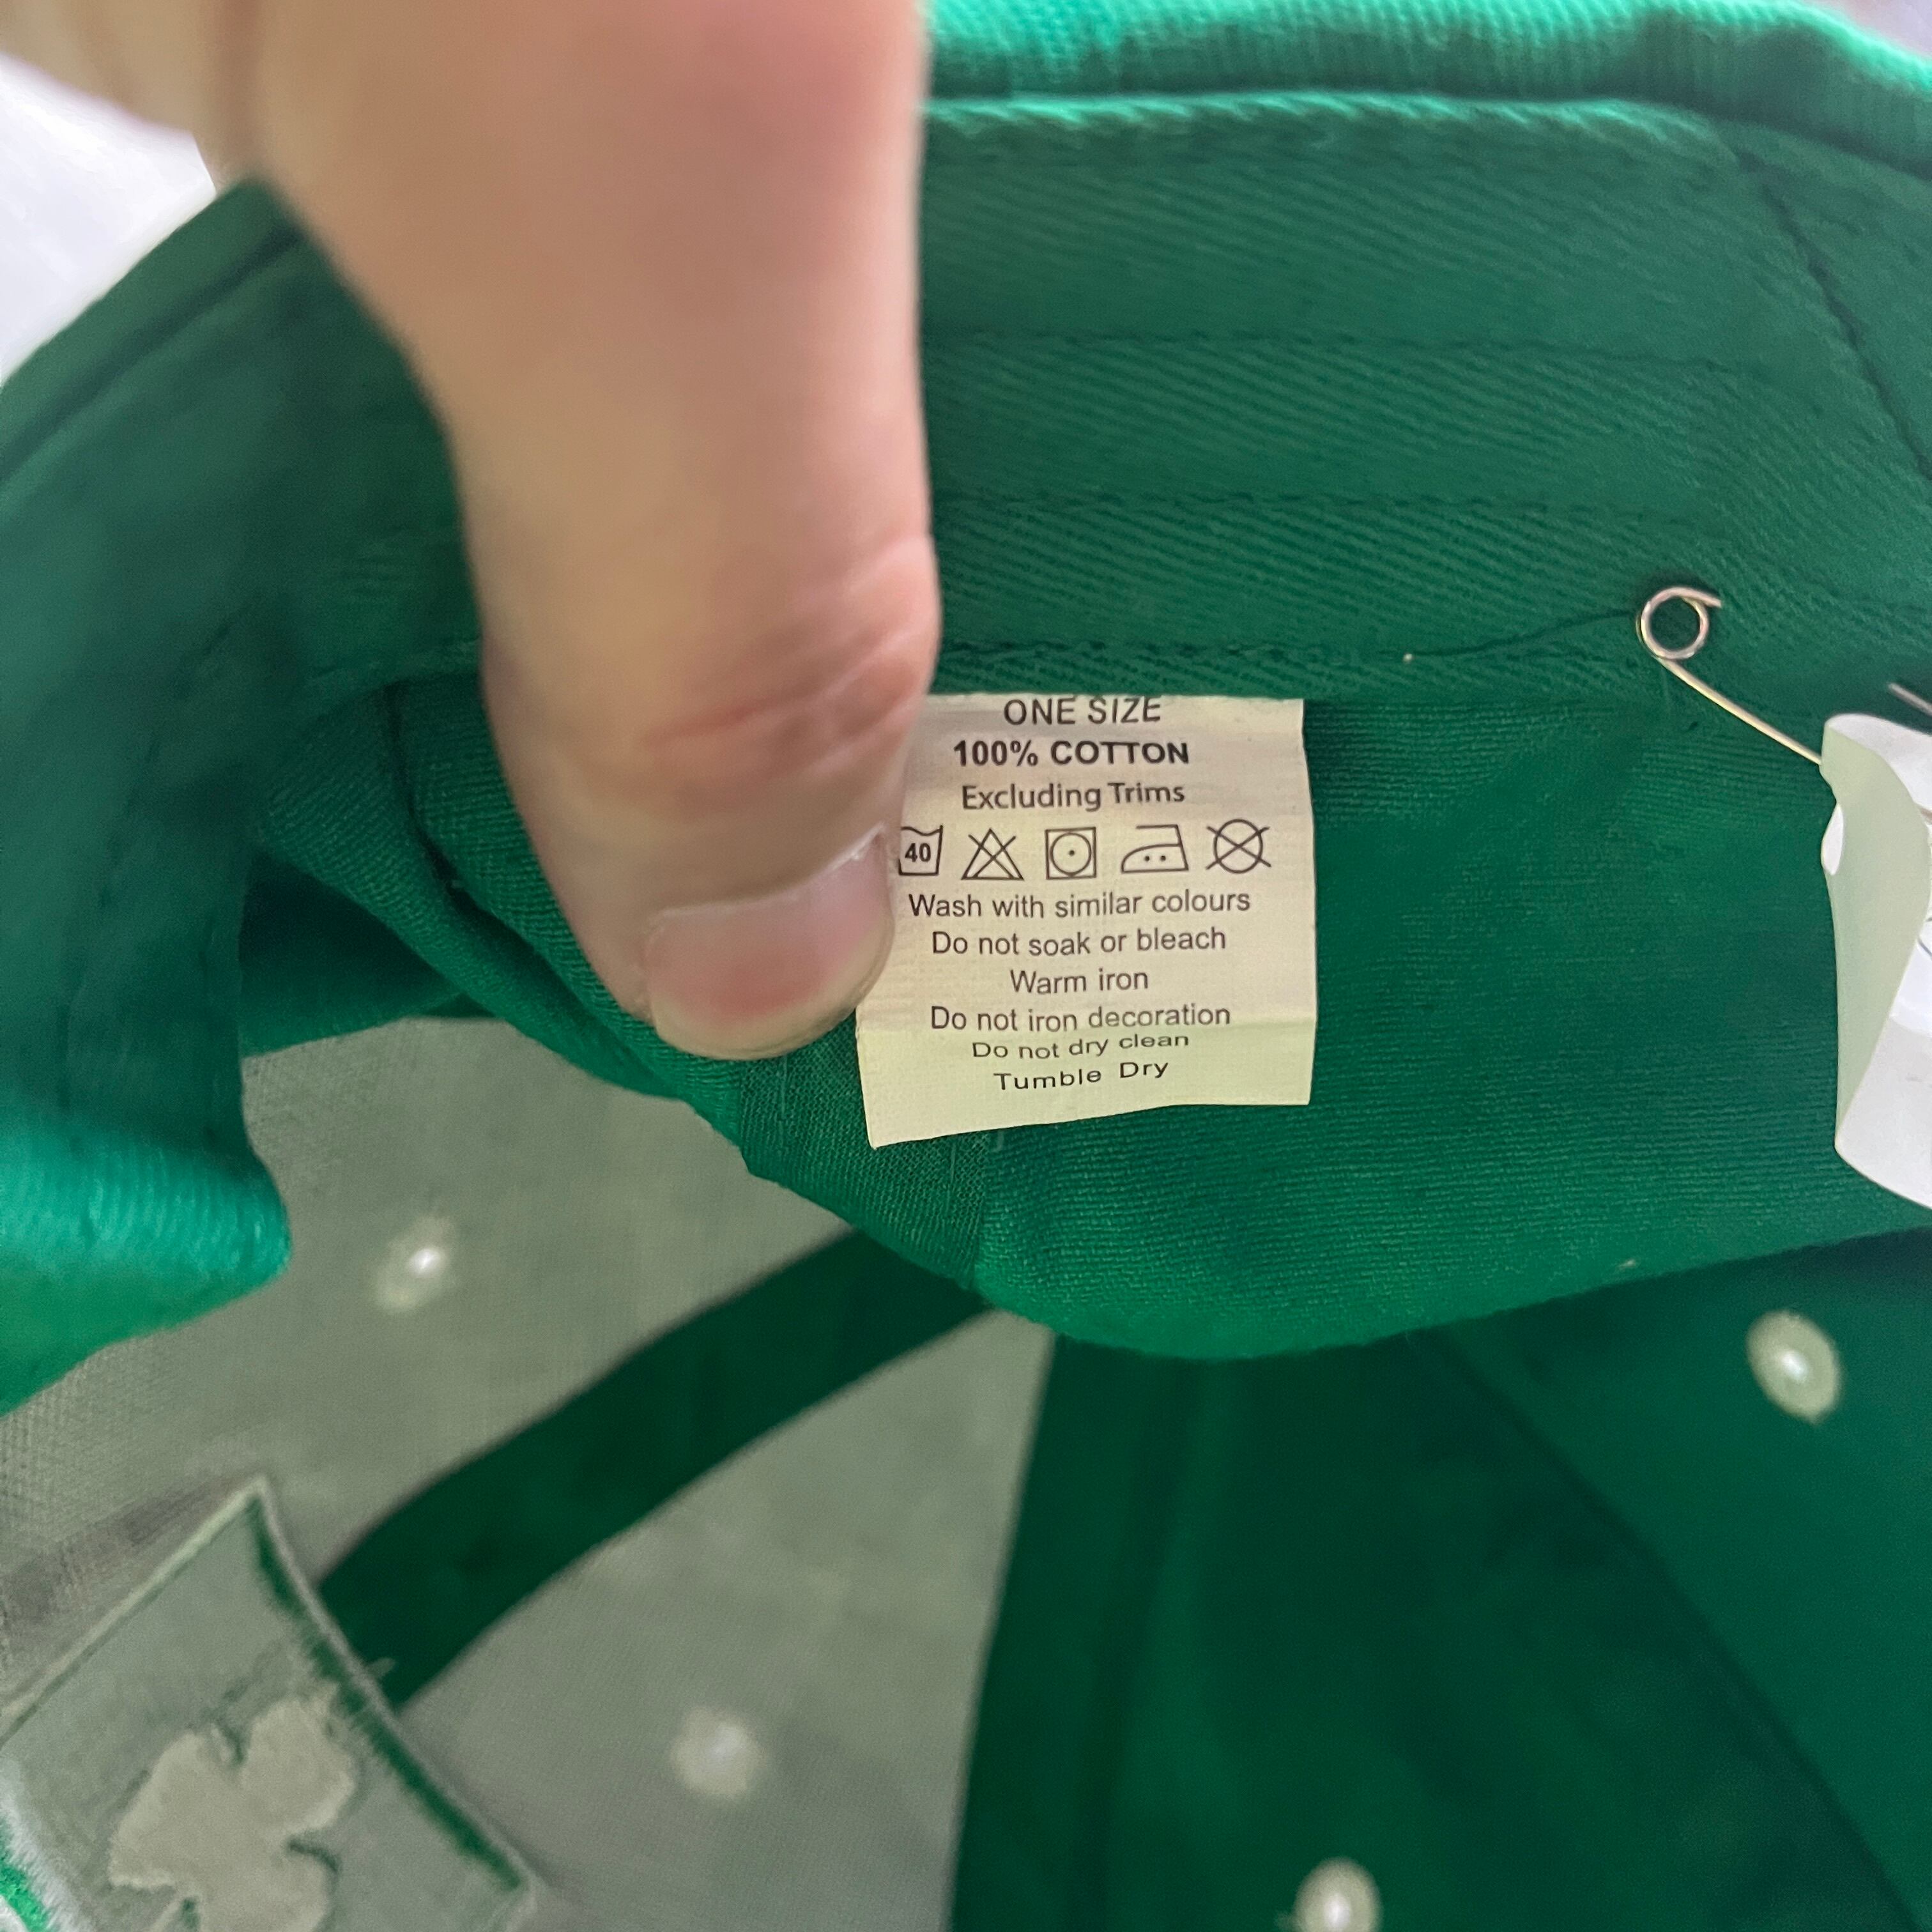 ONE SIZE
100% COTTON
Excluding Trims
40
Wash with similar colours
Do not soak or bleach
Warm iron
Do not iron decoration
Do not dry clean
Tumble Dry